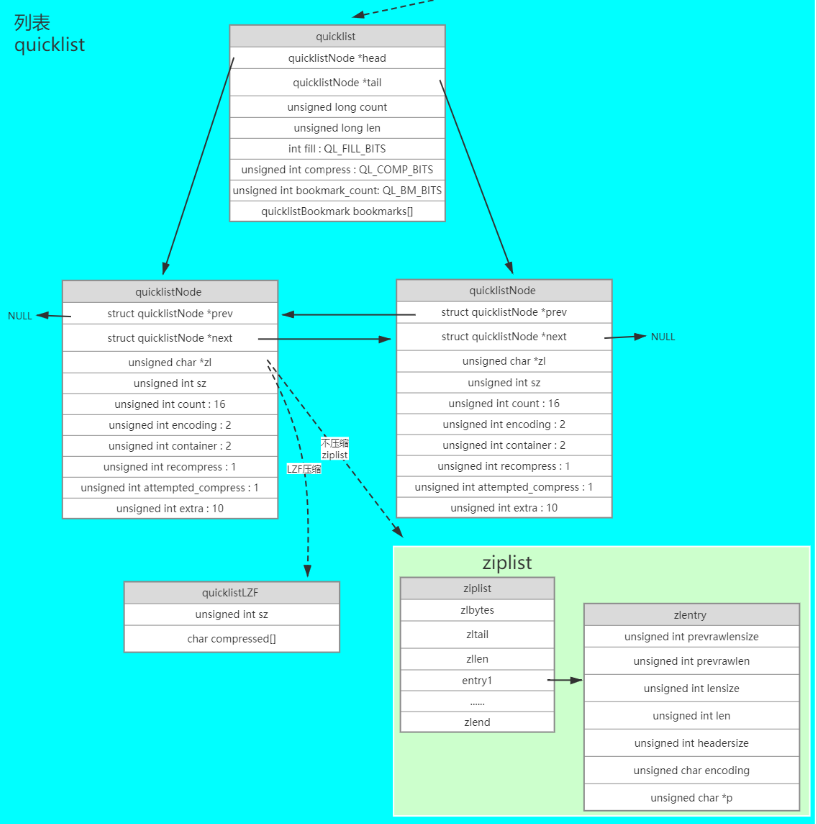 列表
quicklist
quicklist
quicklistNode *head
quicklistNode *tail
unsigned long count
unsigned long len
int fill : QL_FILL_BITS
unsigned int compress : QL_COMP_BITS
unsigned int bookmark_count: QL_BM_BITS
quicklistBookmark bookmarks[]
quicklistNode
struct quicklistNode *prev
struct quicklistNode *next
unsigned char *zl
unsigned int sz
unsigned int count : 16
unsigned int encoding : 2
unsigned int container : 2
unsigned int recompress : 1
unsigned int attempted_compress : 1
unsigned int extra : 10
NULL
quicklistNode
struct quicklistNode *prev
struct quicklistNode *next
unsigned char *zl
unsigned int sz
unsigned int count : 16
unsigned int encoding : 2
unsigned int container : 2
unsigned int recompress : 1
unsigned int attempted_compress : 1
unsigned int extra : 10
NULL
不压缩
ziplist
LZF压缩
quicklistLZF
unsigned int sz
char compressed[]
ziplist
ziplist
zlbytes
zltail
zllen
entry1
......
zlend
zlentry
unsigned int prevrawlensize
unsigned int prevrawlen
unsigned int lensize
unsigned int len
unsigned int headersize
unsigned char encoding
unsigned char *p